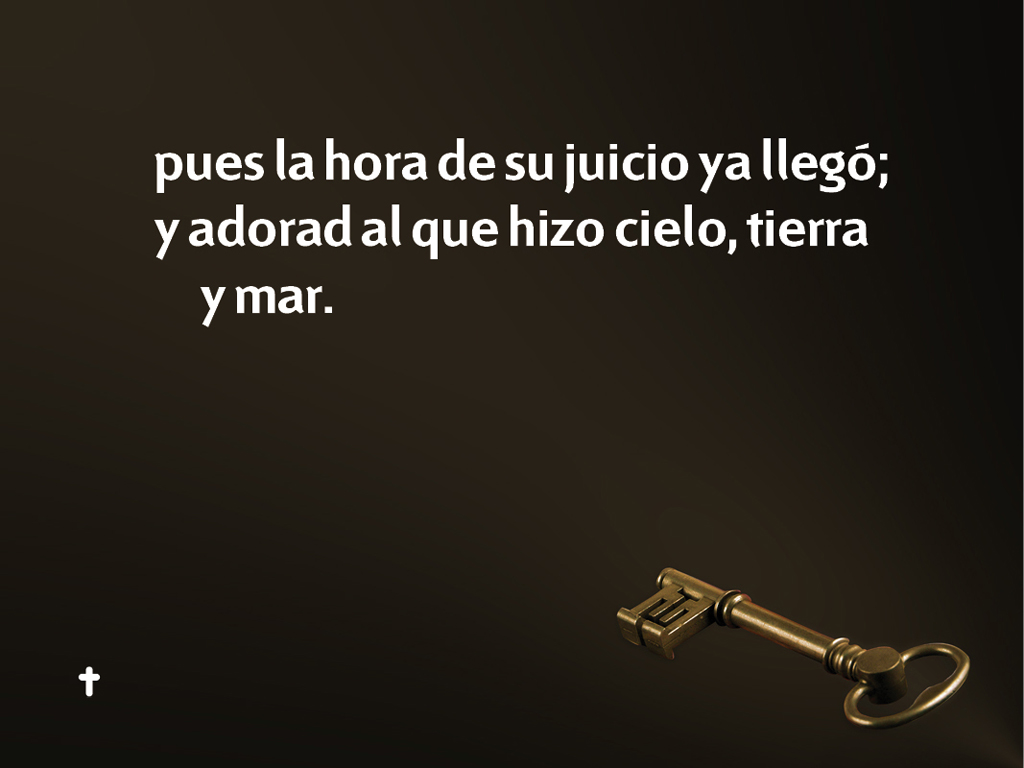 pues la hora de su juicio ya llegó;
y adorad al que hizo cielo, tierra
y mar.